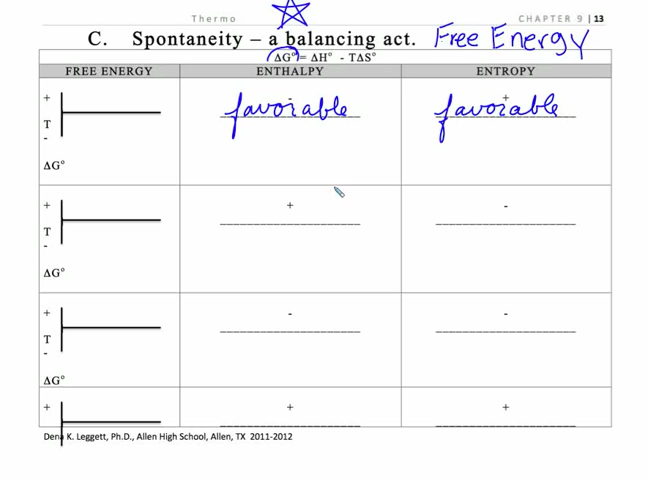 Thermo CHAPTER 9 | 13
C. Spontaneity – a balancing act. Free Energy
ΔG° = ΔH° - TΔS°
FREE ENERGY ENTHALPY ENTROPY
+ favorable + favorable
T
-
ΔG°
+ + -
T
-
ΔG°
+ - -
T
-
ΔG°
+ + +
Dena K. Leggett, Ph.D., Allen High School, Allen, TX 2011-2012